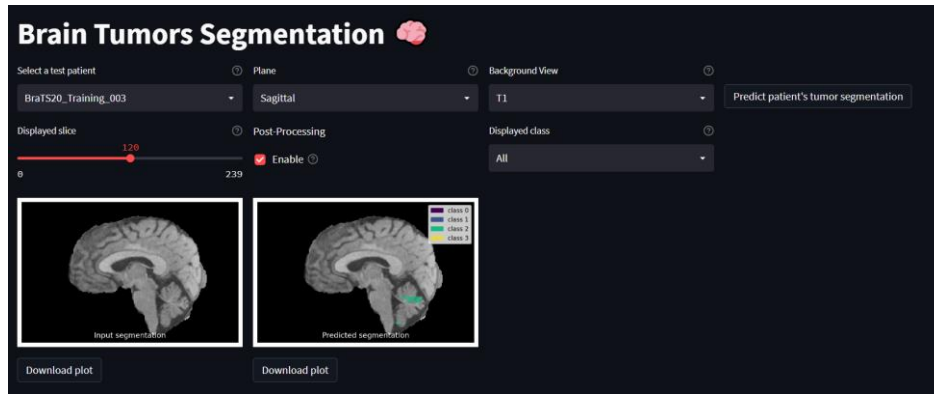 Brain Tumors Segmentation 🧠
Select a test patient
Plane
Background View
BraTS20_Training_003
Sagittal
T1
Predict patient's tumor segmentation
Displayed slice
Post-Processing
Displayed class
120
Enable
All
0
239
class 0
class 1
class 2
class 3
Input segmentation
Predicted segmentation
Download plot
Download plot